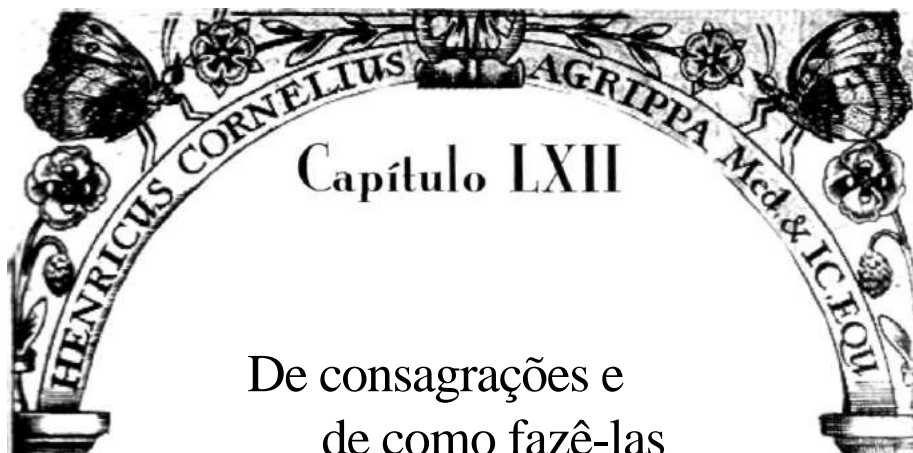 HENRICUS CORNELIUS AGRIPPA Med. & IC. EQU
Capítulo LXII
De consagrações e
de como fazê-las